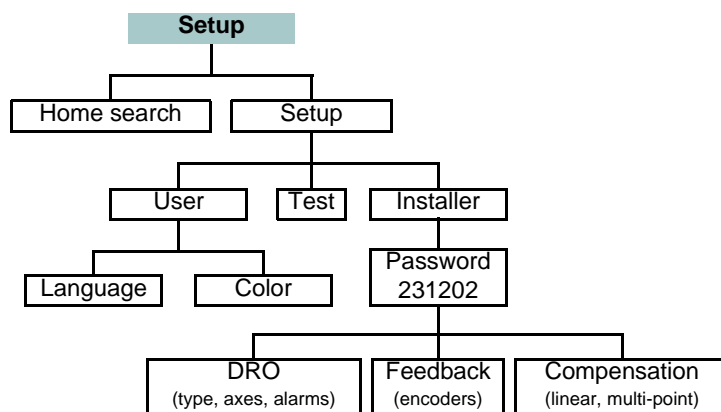 Setup
Home search
Setup
User
Test
Installer
Language
Color
Password
231202
DRO
(type, axes, alarms)
Feedback
(encoders)
Compensation
(linear, multi-point)